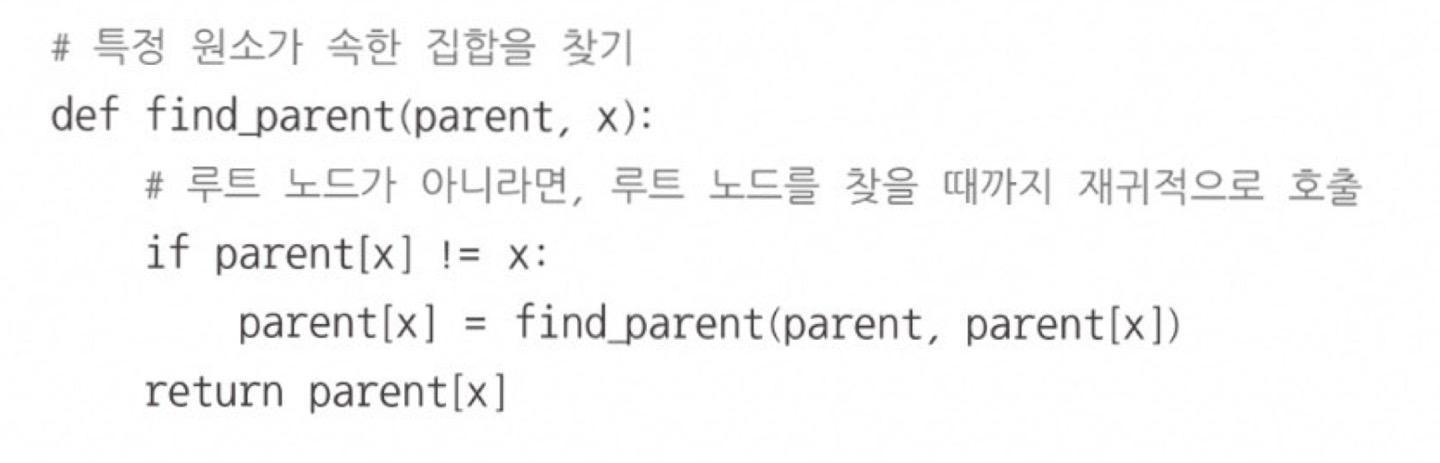 # 특정 원소가 속한 집합을 찾기
def find_parent(parent, x):
    # 루트 노드가 아니라면, 루트 노드를 찾을 때까지 재귀적으로 호출
    if parent[x] != x:
        parent[x] = find_parent(parent, parent[x])
    return parent[x]